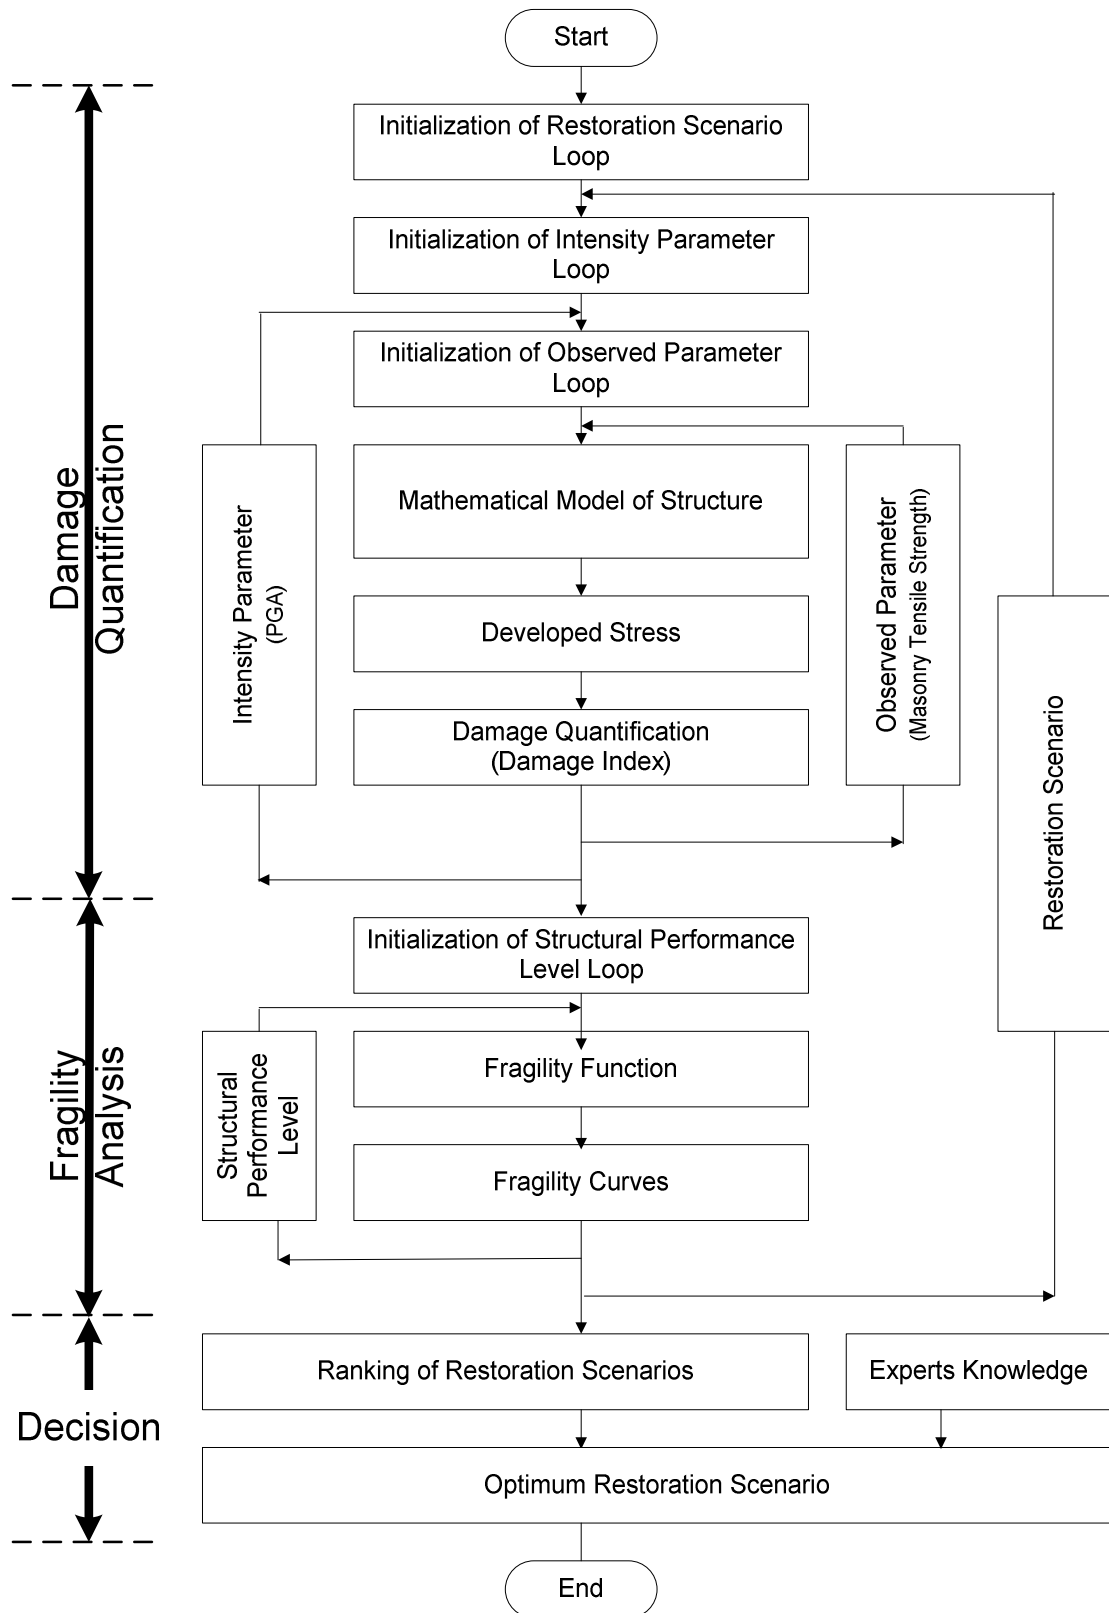 Start
Initialization of Restoration Scenario
Loop
Initialization of Intensity Parameter
Loop
Initialization of Observed Parameter
Loop
Damage
Quantification
Intensity Parameter
(PGA)
Mathematical Model of Structure
Developed Stress
Damage Quantification
(Damage Index)
Observed Parameter
(Masonry Tensile Strength)
Restoration Scenario
Initialization of Structural Performance
Level Loop
Fragility
Analysis
Structural
Performance
Level
Fragility Function
Fragility Curves
Decision
Ranking of Restoration Scenarios
Experts Knowledge
Optimum Restoration Scenario
End